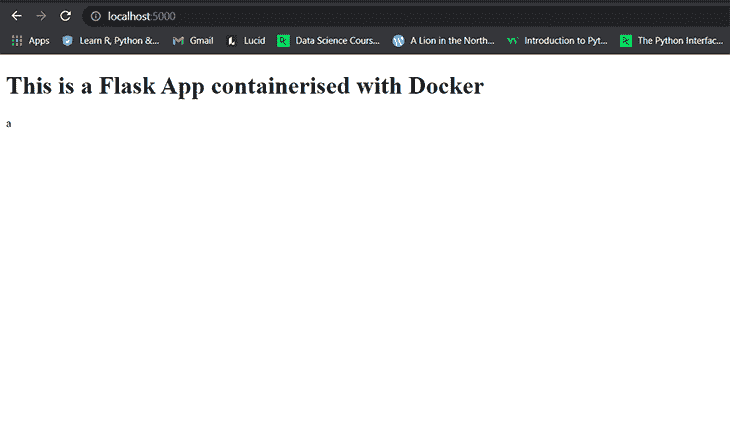 localhost:5000
Apps Learn R, Python &... Gmail Lucid Data Science Cours... A Lion in the North... Introduction to Pyt... The Python Interfac...
This is a Flask App containerised with Docker
a